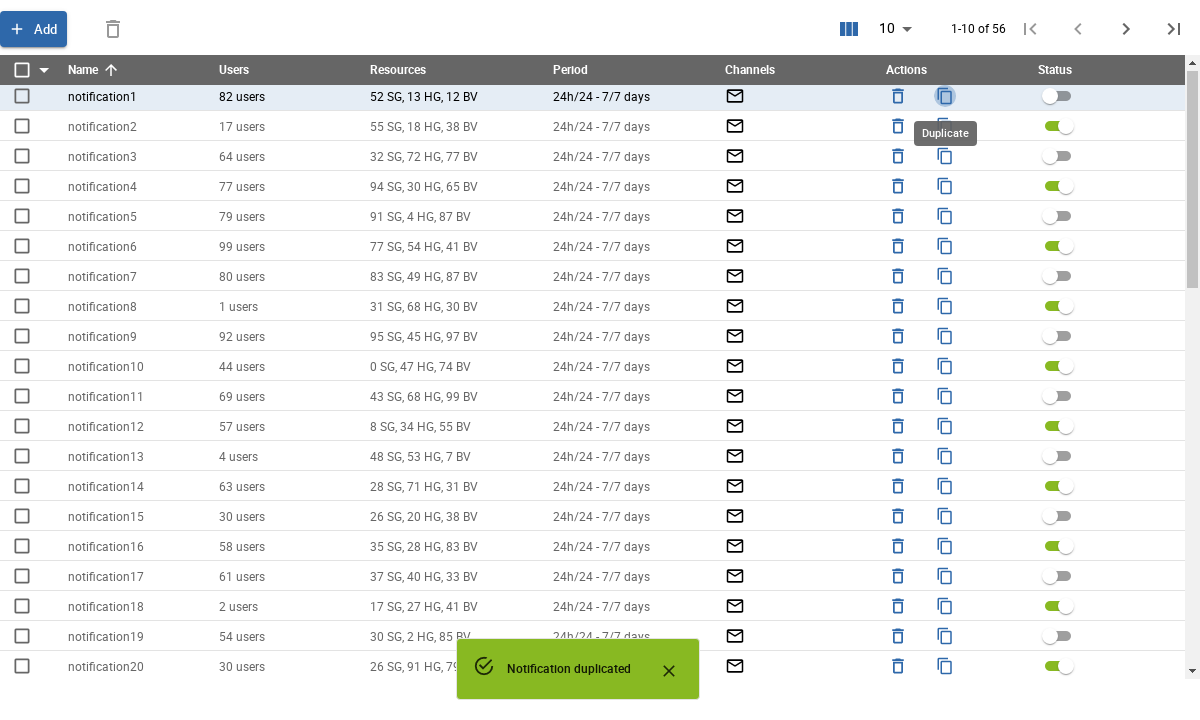 Add 10 1-10 of 56
Name Users Resources Period Channels Actions Status
notification1 82 users 52 SG, 13 HG, 12 BV 24h/24 - 7/7 days
notification2 17 users 55 SG, 18 HG, 38 BV 24h/24 - 7/7 days
Duplicate
notification3 64 users 32 SG, 72 HG, 77 BV 24h/24 - 7/7 days
notification4 77 users 94 SG, 30 HG, 65 BV 24h/24 - 7/7 days
notification5 79 users 91 SG, 4 HG, 87 BV 24h/24 - 7/7 days
notification6 99 users 77 SG, 54 HG, 41 BV 24h/24 - 7/7 days
notification7 80 users 83 SG, 49 HG, 87 BV 24h/24 - 7/7 days
notification8 1 users 31 SG, 68 HG, 30 BV 24h/24 - 7/7 days
notification9 92 users 95 SG, 45 HG, 97 BV 24h/24 - 7/7 days
notification10 44 users 0 SG, 47 HG, 74 BV 24h/24 - 7/7 days
notification11 69 users 43 SG, 68 HG, 99 BV 24h/24 - 7/7 days
notification12 57 users 8 SG, 34 HG, 55 BV 24h/24 - 7/7 days
notification13 4 users 48 SG, 53 HG, 7 BV 24h/24 - 7/7 days
notification14 63 users 28 SG, 71 HG, 31 BV 24h/24 - 7/7 days
notification15 30 users 26 SG, 20 HG, 38 BV 24h/24 - 7/7 days
notification16 58 users 35 SG, 28 HG, 83 BV 24h/24 - 7/7 days
notification17 61 users 37 SG, 40 HG, 33 BV 24h/24 - 7/7 days
notification18 2 users 17 SG, 27 HG, 41 BV 24h/24 - 7/7 days
notification19 54 users 30 SG, 2 HG, 85 BV 24h/24 - 7/7 days
notification20 30 users 26 SG, 91 HG,
Notification duplicated